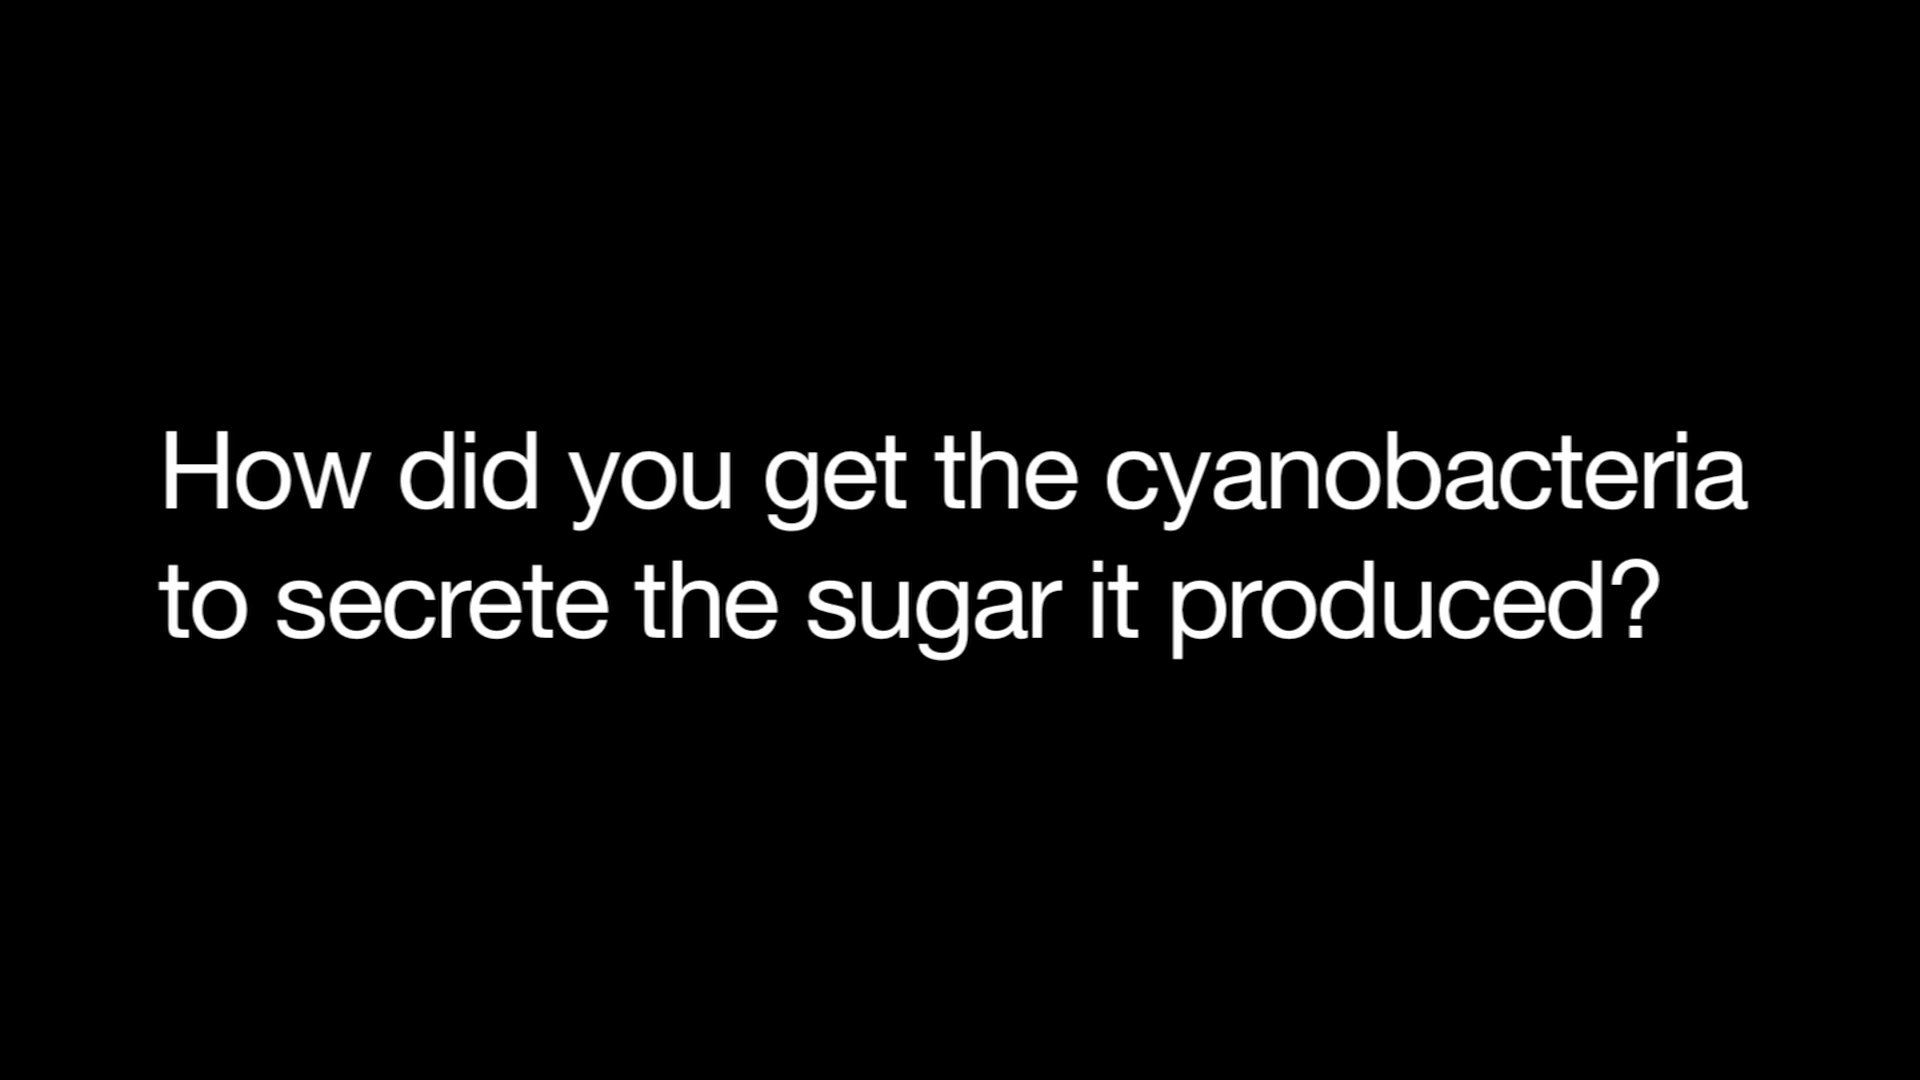 How did you get the cyanobacteria
to secrete the sugar it produced?